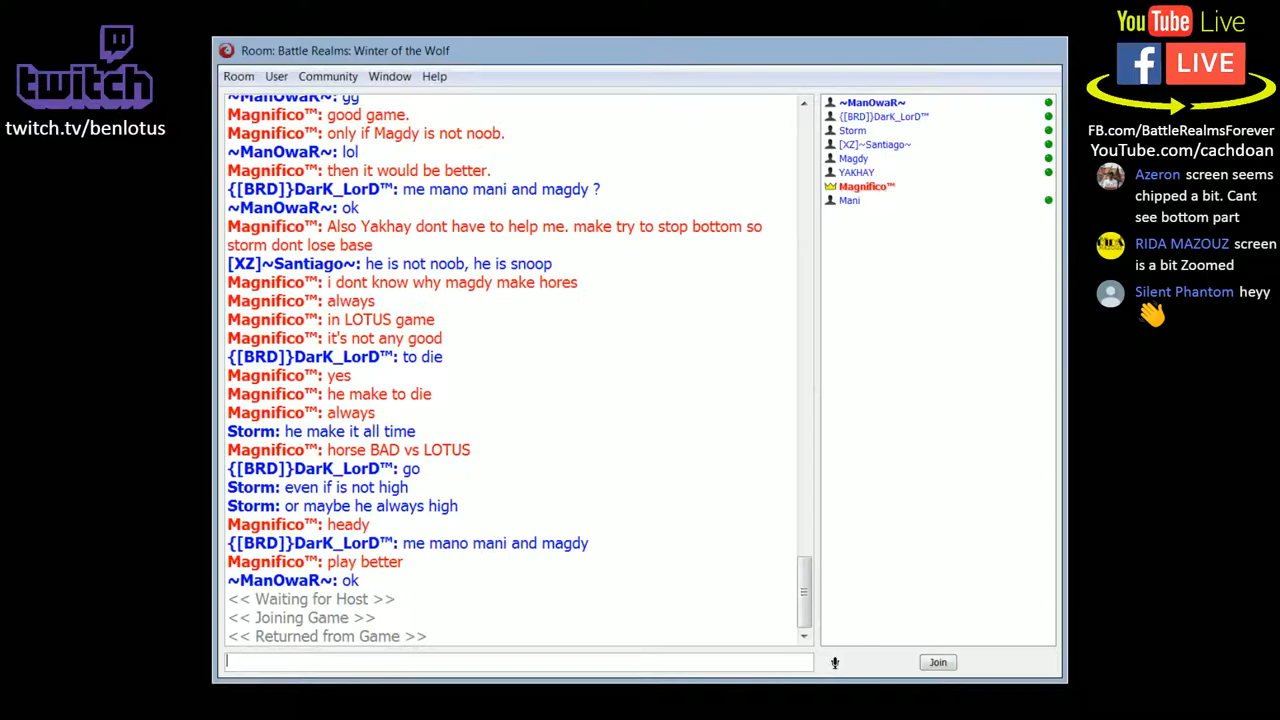 twitch
twitch.tv/benlotus
Room: Battle Realms: Winter of the Wolf
Room User Community Window Help
~ManOwaR~: gg
Magnifico™: good game.
Magnifico™: only if Magdy is not noob.
~ManOwaR~: lol
Magnifico™: then it would be better.
{[BRD]}DarK_LorD™: me mano mani and magdy ?
~ManOwaR~: ok
Magnifico™: Also Yakhay dont have to help me. make try to stop bottom so
storm dont lose base
[XZ]~Santiago~: he is not noob, he is snoop
Magnifico™: i dont know why magdy make hores
Magnifico™: always
Magnifico™: in LOTUS game
Magnifico™: it's not any good
{[BRD]}DarK_LorD™: to die
Magnifico™: yes
Magnifico™: he make to die
Magnifico™: always
Storm: he make it all time
Magnifico™: horse BAD vs LOTUS
{[BRD]}DarK_LorD™: go
Storm: even if is not high
Storm: or maybe he always high
Magnifico™: heady
{[BRD]}DarK_LorD™: me mano mani and magdy
Magnifico™: play better
~ManOwaR~: ok
<< Waiting for Host >>
<< Joining Game >>
<< Returned from Game >>
~ManOwaR~
{[BRD]}DarK_LorD™
Storm
[XZ]~Santiago~
Magdy
YAKHAY
Magnifico™
Mani
Join
YouTube Live
f LIVE
FB.com/BattleRealmsForever
YouTube.com/cachdoan
Azeron screen seems
chipped a bit. Cant
see bottom part
RIDA MAZOUZ screen
is a bit Zoomed
Silent Phantom heyy